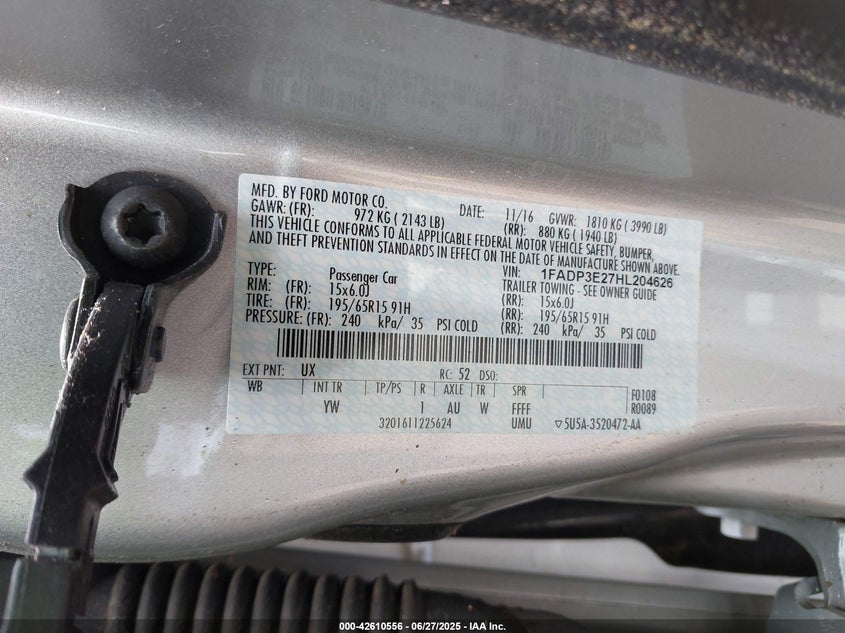 MFD. BY FORD MOTOR CO. DATE: 11/16 GVWR: 1810 KG ( 3990 LB)
GAWR: (FR): 972 KG ( 2143 LB) (RR): 880 KG ( 1940 LB)
THIS VEHICLE CONFORMS TO ALL APPLICABLE FEDERAL MOTOR VEHICLE SAFETY, BUMPER,
AND THEFT PREVENTION STANDARDS IN EFFECT ON THE DATE OF MANUFACTURE SHOWN ABOVE.
VIN: 1FADP3E27HL204626
TYPE: Passenger Car TRAILER TOWING - SEE OWNER GUIDE
RIM: (FR): 15x6.0J (RR): 15x6.0J
TIRE: (FR): 195/65R15 91H (RR): 195/65R15 91H
PRESSURE: (FR): 240 kPa/ 35 PSI COLD (RR): 240 kPa/ 35 PSI COLD
EXT PNT: UX RC: 52 DSO:
WB INT TR TP/PS R AXLE TR SPR F0108
YW 1 AU W FFFF R0089
3201611225624 UMU ▽5U5A-3520472-AA
000-42610556 - 06/27/2025 - IAA Inc.